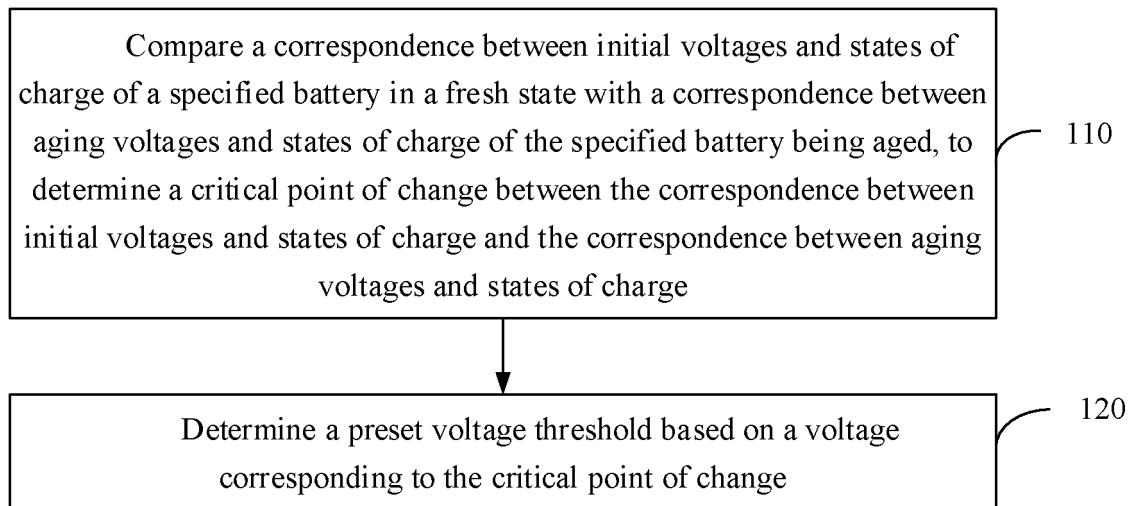 Compare a correspondence between initial voltages and states of
charge of a specified battery in a fresh state with a correspondence between
aging voltages and states of charge of the specified battery being aged, to
determine a critical point of change between the correspondence between
initial voltages and states of charge and the correspondence between aging
voltages and states of charge
110
Determine a preset voltage threshold based on a voltage
corresponding to the critical point of change
120